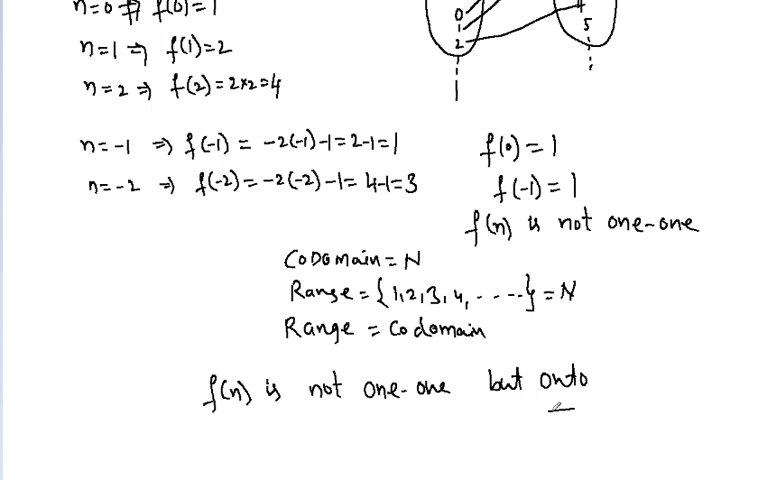 n=0 ⇒ f(0)=1
0
2
4
5
n=1 ⇒ f(1)=2
n=2 ⇒ f(2)=2×2=4
n=-1 ⇒ f(-1) = -2(-1)-1=2-1=1
f(0)=1
n=-2 ⇒ f(-2)=-2(-2)-1=4-1=3
f(-1)=1
f(n) is not one-one
Codomain=N
Range={1,2,3,4,-----}=N
Range = Codomain
f(n) is not one-one but onto